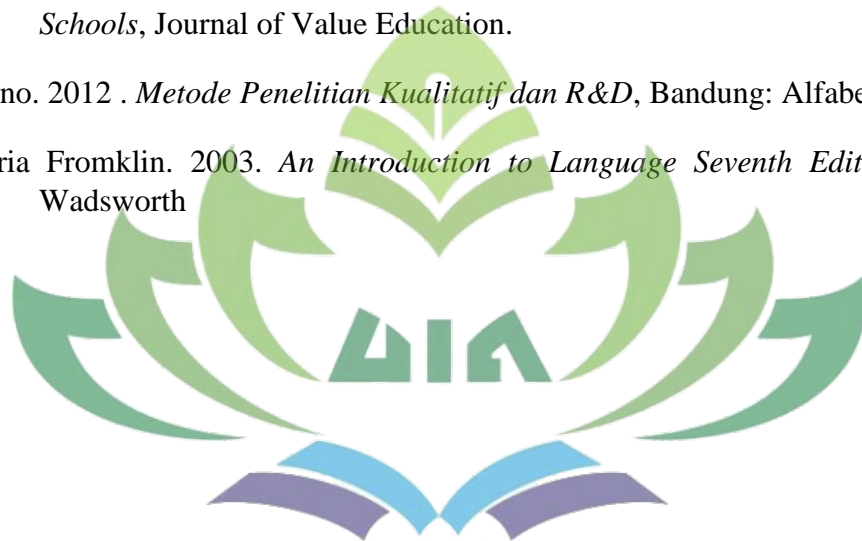 Schools, Journal of Value Education.
no. 2012 . Metode Penelitian Kualitatif dan R&D, Bandung: Alfabe
ria Fromklin. 2003. An Introduction to Language Seventh Edit
Wadsworth
UIN